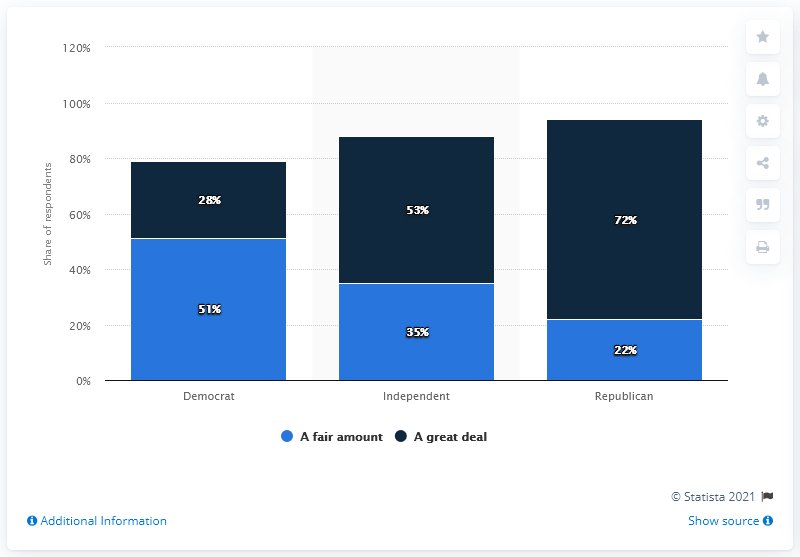 120%
100%
80%
60%
40%
20%
0%
Share of respondents
28%
51%
53%
35%
72%
22%
Democrat Independent Republican
A fair amount A great deal
© Statista 2021
Additional Information Show source